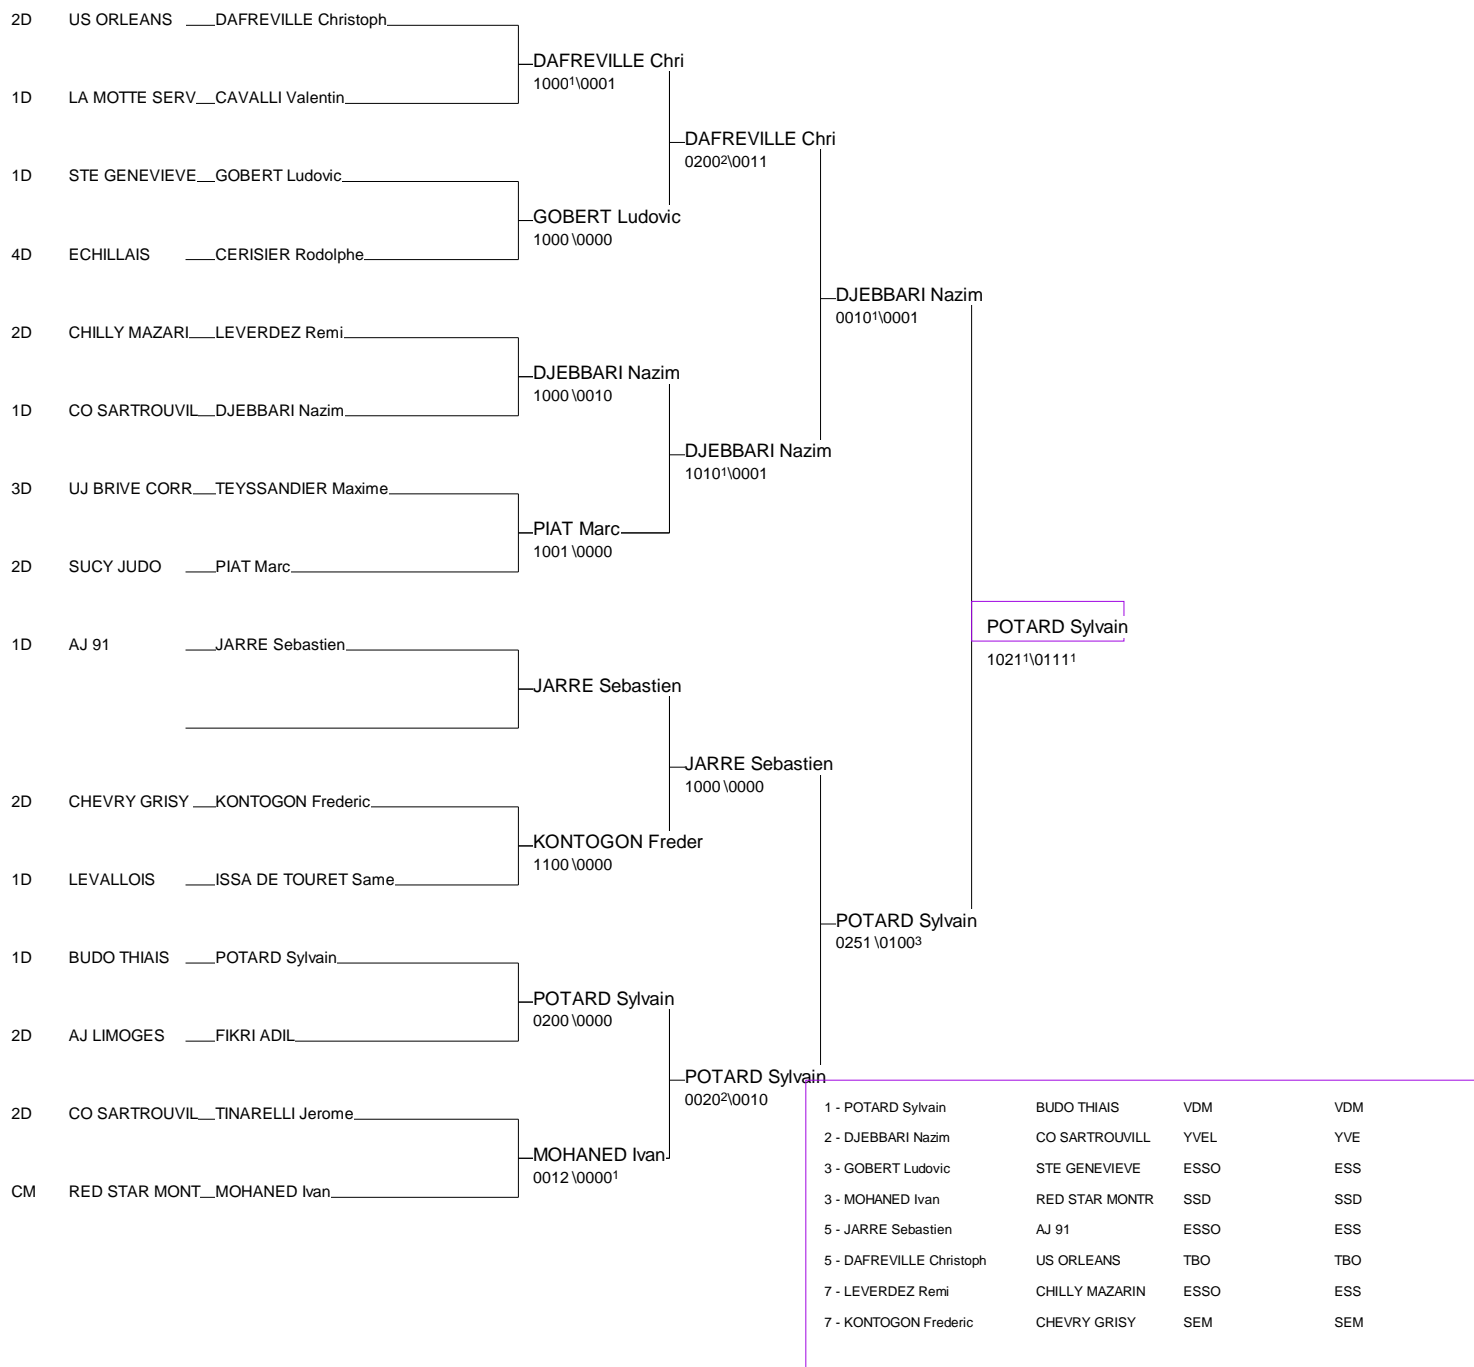 2D US ORLEANS DAFREVILLE Christoph
DAFREVILLE Chri
1000¹\0001
1D LA MOTTE SERV CAVALLI Valentin
DAFREVILLE Chri
0200²\0011
1D STE GENEVIEVE GOBERT Ludovic
GOBERT Ludovic
1000 \0000
4D ECHILLAIS CERISIER Rodolphe
DJEBBARI Nazim
0010¹\0001
2D CHILLY MAZARI LEVERDEZ Remi
DJEBBARI Nazim
1000 \0010
1D CO SARTROUVIL DJEBBARI Nazim
DJEBBARI Nazim
1010¹\0001
3D UJ BRIVE CORR TEYSSANDIER Maxime
PIAT Marc
1001 \0000
2D SUCY JUDO PIAT Marc
POTARD Sylvain
1021¹\0111¹
1D AJ 91 JARRE Sebastien
JARRE Sebastien
JARRE Sebastien
1000 \0000
2D CHEVRY GRISY KONTOGON Frederic
KONTOGON Freder
1100 \0000
1D LEVALLOIS ISSA DE TOURET Same
POTARD Sylvain
0251 \0100³
1D BUDO THIAIS POTARD Sylvain
POTARD Sylvain
0200 \0000
2D AJ LIMOGES FIKRI ADIL
POTARD Sylvain
0020²\0010
2D CO SARTROUVIL TINARELLI Jerome
MOHANED Ivan
0012 \0000¹
CM RED STAR MONT MOHANED Ivan
1 - POTARD Sylvain BUDO THIAIS VDM VDM
2 - DJEBBARI Nazim CO SARTROUVILL YVEL YVE
3 - GOBERT Ludovic STE GENEVIEVE ESSO ESS
3 - MOHANED Ivan RED STAR MONTR SSD SSD
5 - JARRE Sebastien AJ 91 ESSO ESS
5 - DAFREVILLE Christoph US ORLEANS TBO TBO
7 - LEVERDEZ Remi CHILLY MAZARIN ESSO ESS
7 - KONTOGON Frederic CHEVRY GRISY SEM SEM